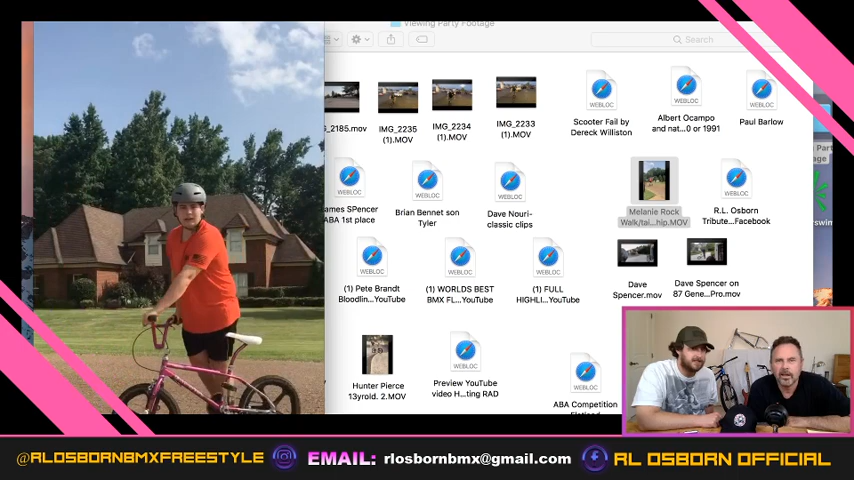 Viewing Party Footage
Search
_2185.mov
IMG_2235
(1).MOV
IMG_2234
(1).MOV
IMG_2233
(1).MOV
WEBLOC
Scooter Fail by
Dereck Williston
WEBLOC
Albert Ocampo
and nat...0 or 1991
WEBLOC
Paul Barlow
WEBLOC
ames SPencer
ABA 1st place
WEBLOC
Brian Bennet son
Tyler
WEBLOC
Dave Nouri-
classic clips
Melanie Rock
Walk/tai...hip.MOV
WEBLOC
R.L. Osborn
Tribute...Facebook
WEBLOC
(1) Pete Brandt
Bloodlin...YouTube
WEBLOC
(1) WORLDS BEST
BMX FL...YouTube
WEBLOC
(1) FULL
HIGHLI...YouTube
Dave
Spencer.mov
Dave Spencer on
87 Gene...Pro.mov
Hunter Pierce
13yrold. 2.MOV
WEBLOC
Preview YouTube
video H...ting RAD
WEBLOC
ABA Competition
@RLOSBORNBMXFREESTYLE
EMAIL: rlosbornbmx@gmail.com
RL OSBORN OFFICIAL